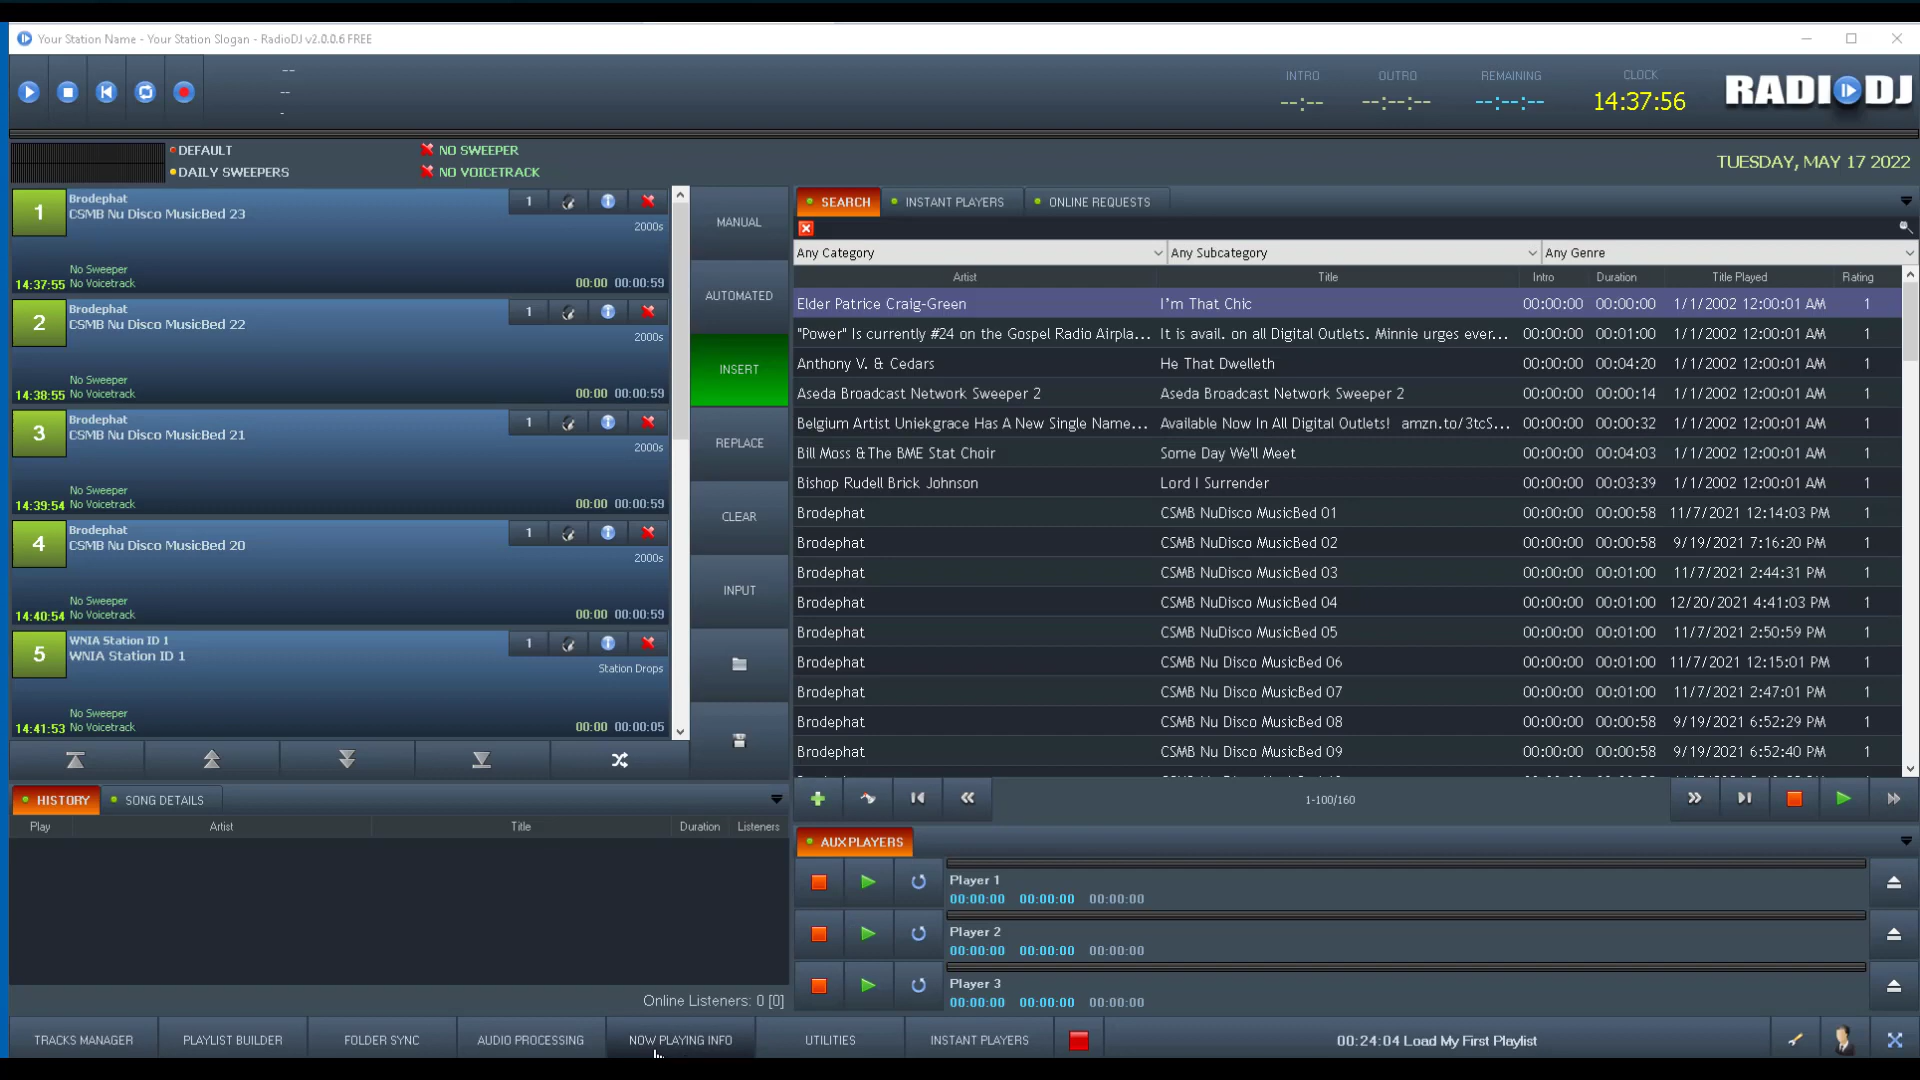 Your Station Name - Your Station Slogan - RadioDJ v2.0.0.6 FREE
--
--
-
INTRO OUTRO REMAINING CLOCK
--:-- --:--:-- --:--:-- 14:37:56
RADIODJ
DEFAULT NO SWEEPER
DAILY SWEEPERS NO VOICETRACK
TUESDAY, MAY 17 2022
1 Brodephat 1
CSMB Nu Disco MusicBed 23
2000s
No Sweeper
14:37:55 No Voicetrack 00:00 00:00:59
2 Brodephat 1
CSMB Nu Disco MusicBed 22
2000s
No Sweeper
14:38:55 No Voicetrack 00:00 00:00:59
3 Brodephat 1
CSMB Nu Disco MusicBed 21
2000s
No Sweeper
14:39:54 No Voicetrack 00:00 00:00:59
4 Brodephat 1
CSMB Nu Disco MusicBed 20
2000s
No Sweeper
14:40:54 No Voicetrack 00:00 00:00:59
5 WNIA Station ID 1 1
WNIA Station ID 1
Station Drops
No Sweeper
14:41:53 No Voicetrack 00:00 00:00:05
MANUAL
AUTOMATED
INSERT
REPLACE
CLEAR
INPUT
SEARCH INSTANT PLAYERS ONLINE REQUESTS
Any Category Any Subcategory Any Genre
Artist Title Intro Duration Title Played Rating
Elder Patrice Craig-Green I'm That Chic 00:00:00 00:00:00 1/1/2002 12:00:01 AM 1
"Power" Is currently #24 on the Gospel Radio Airpla... It is avail. on all Digital Outlets. Minnie urges ever... 00:00:00 00:01:00 1/1/2002 12:00:01 AM 1
Anthony V. & Cedars He That Dwelleth 00:00:00 00:04:20 1/1/2002 12:00:01 AM 1
Aseda Broadcast Network Sweeper 2 Aseda Broadcast Network Sweeper 2 00:00:00 00:00:14 1/1/2002 12:00:01 AM 1
Belgium Artist Uniekgrace Has A New Single Name... Available Now In All Digital Outlets! amzn.to/3tcS... 00:00:00 00:00:32 1/1/2002 12:00:01 AM 1
Bill Moss & The BME Stat Choir Some Day We'll Meet 00:00:00 00:04:03 1/1/2002 12:00:01 AM 1
Bishop Rudell Brick Johnson Lord I Surrender 00:00:00 00:03:39 1/1/2002 12:00:01 AM 1
Brodephat CSMB NuDisco MusicBed 01 00:00:00 00:00:58 11/7/2021 12:14:03 PM 1
Brodephat CSMB NuDisco MusicBed 02 00:00:00 00:00:58 9/19/2021 7:16:20 PM 1
Brodephat CSMB NuDisco MusicBed 03 00:00:00 00:01:00 11/7/2021 2:44:31 PM 1
Brodephat CSMB NuDisco MusicBed 04 00:00:00 00:01:00 12/20/2021 4:41:03 PM 1
Brodephat CSMB NuDisco MusicBed 05 00:00:00 00:01:00 11/7/2021 2:50:59 PM 1
Brodephat CSMB Nu Disco MusicBed 06 00:00:00 00:01:00 11/7/2021 12:15:01 PM 1
Brodephat CSMB Nu Disco MusicBed 07 00:00:00 00:01:00 11/7/2021 2:47:01 PM 1
Brodephat CSMB Nu Disco MusicBed 08 00:00:00 00:00:58 9/19/2021 6:52:29 PM 1
Brodephat CSMB Nu Disco MusicBed 09 00:00:00 00:00:58 9/19/2021 6:52:40 PM 1
1-100/160
HISTORY SONG DETAILS
Play Artist Title Duration Listeners
Online Listeners: 0 [0]
AUX PLAYERS
Player 1
00:00:00 00:00:00 00:00:00
Player 2
00:00:00 00:00:00 00:00:00
Player 3
00:00:00 00:00:00 00:00:00
TRACKS MANAGER PLAYLIST BUILDER FOLDER SYNC AUDIO PROCESSING NOW PLAYING INFO UTILITIES INSTANT PLAYERS 00:24:04 Load My First Playlist